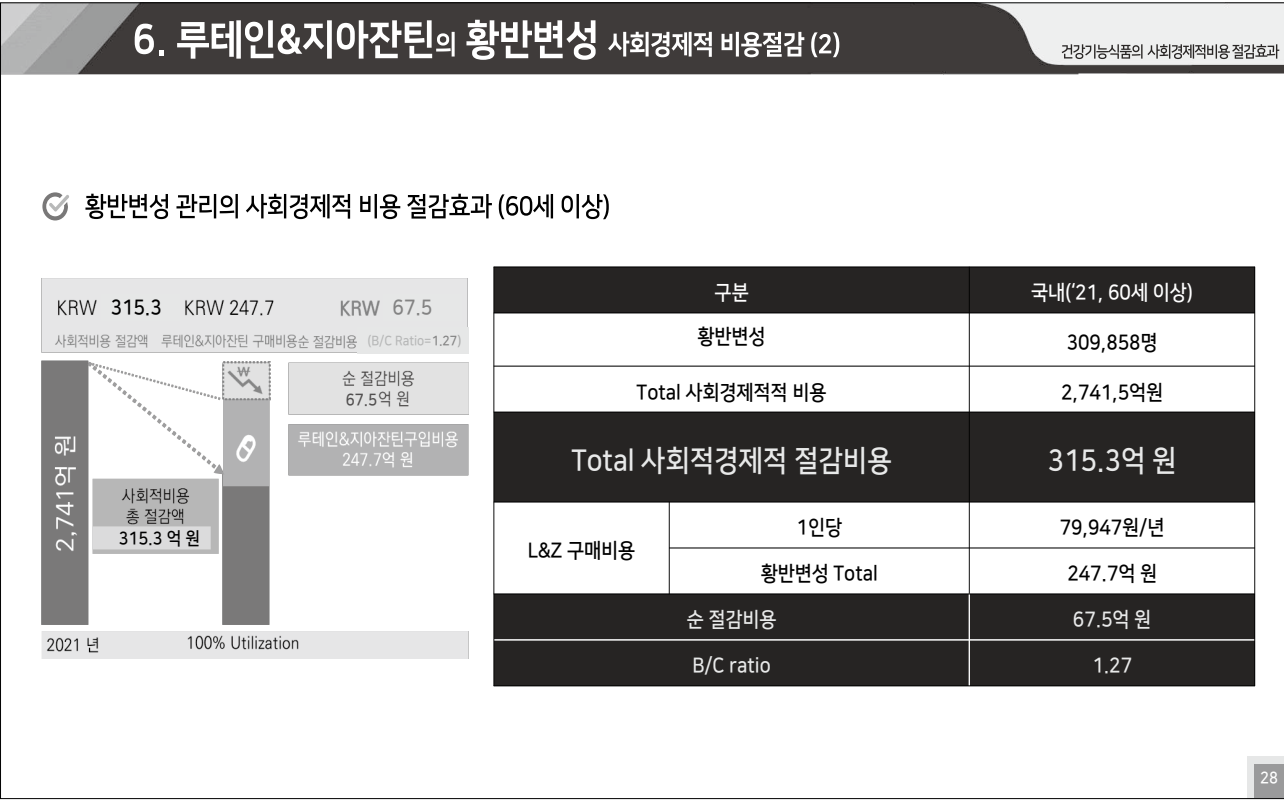 6. 루테인&지아잔틴의 황반변성 사회경제적 비용절감 (2)
건강기능식품의 사회경제적비용 절감효과
황반변성 관리의 사회경제적 비용 절감효과 (60세 이상)
KRW 315.3 KRW 247.7 KRW 67.5
사회적비용 절감액 루테인&지아잔틴 구매비용순 절감비용 (B/C Ratio=1.27)
₩
순 절감비용
67.5억 원
루테인&지아잔틴구입비용
247.7억 원
2,741억 원
사회적비용
총 절감액
315.3 억 원
2021 년 100% Utilization
구분 국내('21, 60세 이상)
황반변성 309,858명
Total 사회경제적적 비용 2,741,5억원
Total 사회적경제적 절감비용 315.3억 원
L&Z 구매비용 1인당 79,947원/년
황반변성 Total 247.7억 원
순 절감비용 67.5억 원
B/C ratio 1.27
28